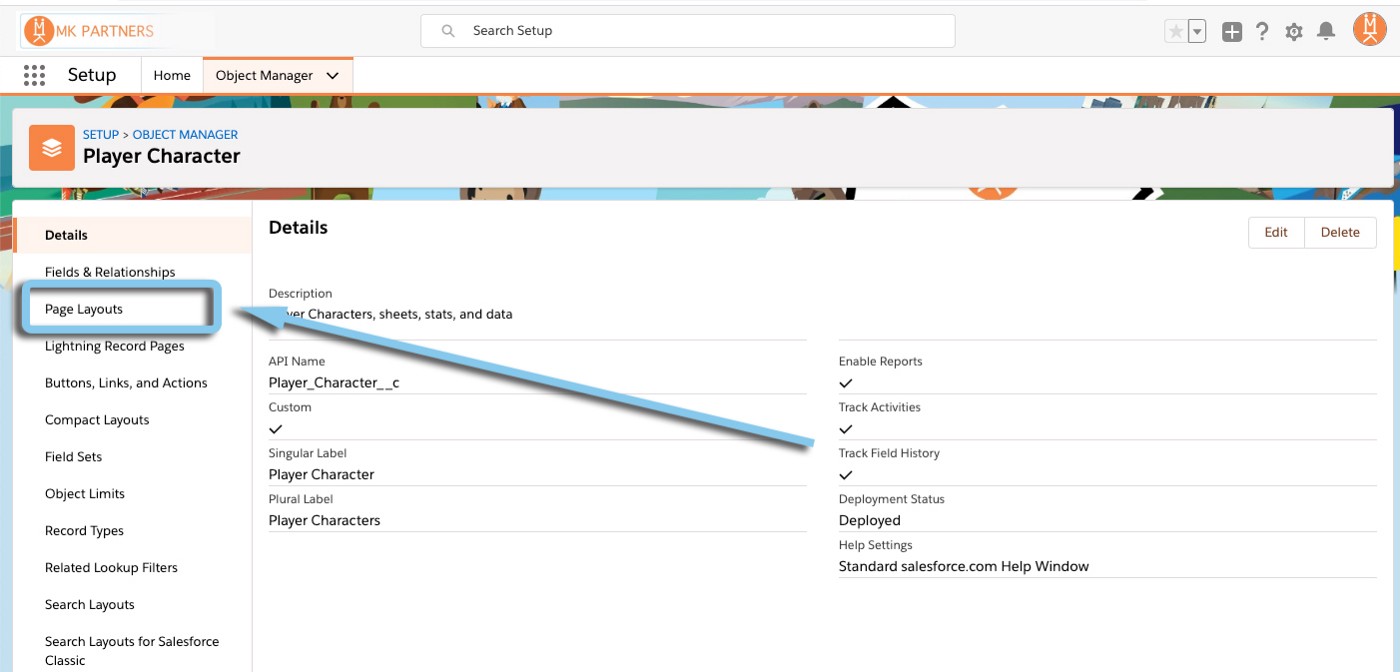 MK PARTNERS
Search Setup
Setup
Home
Object Manager
SETUP > OBJECT MANAGER
Player Character
Details
Fields & Relationships
Page Layouts
Lightning Record Pages
Buttons, Links, and Actions
Compact Layouts
Field Sets
Object Limits
Record Types
Related Lookup Filters
Search Layouts
Search Layouts for Salesforce
Classic
Details
Edit
Delete
Description
Characters, sheets, stats, and data
API Name
Player_Character__c
Custom
Singular Label
Player Character
Plural Label
Player Characters
Enable Reports
Track Activities
Track Field History
Deployment Status
Deployed
Help Settings
Standard salesforce.com Help Window